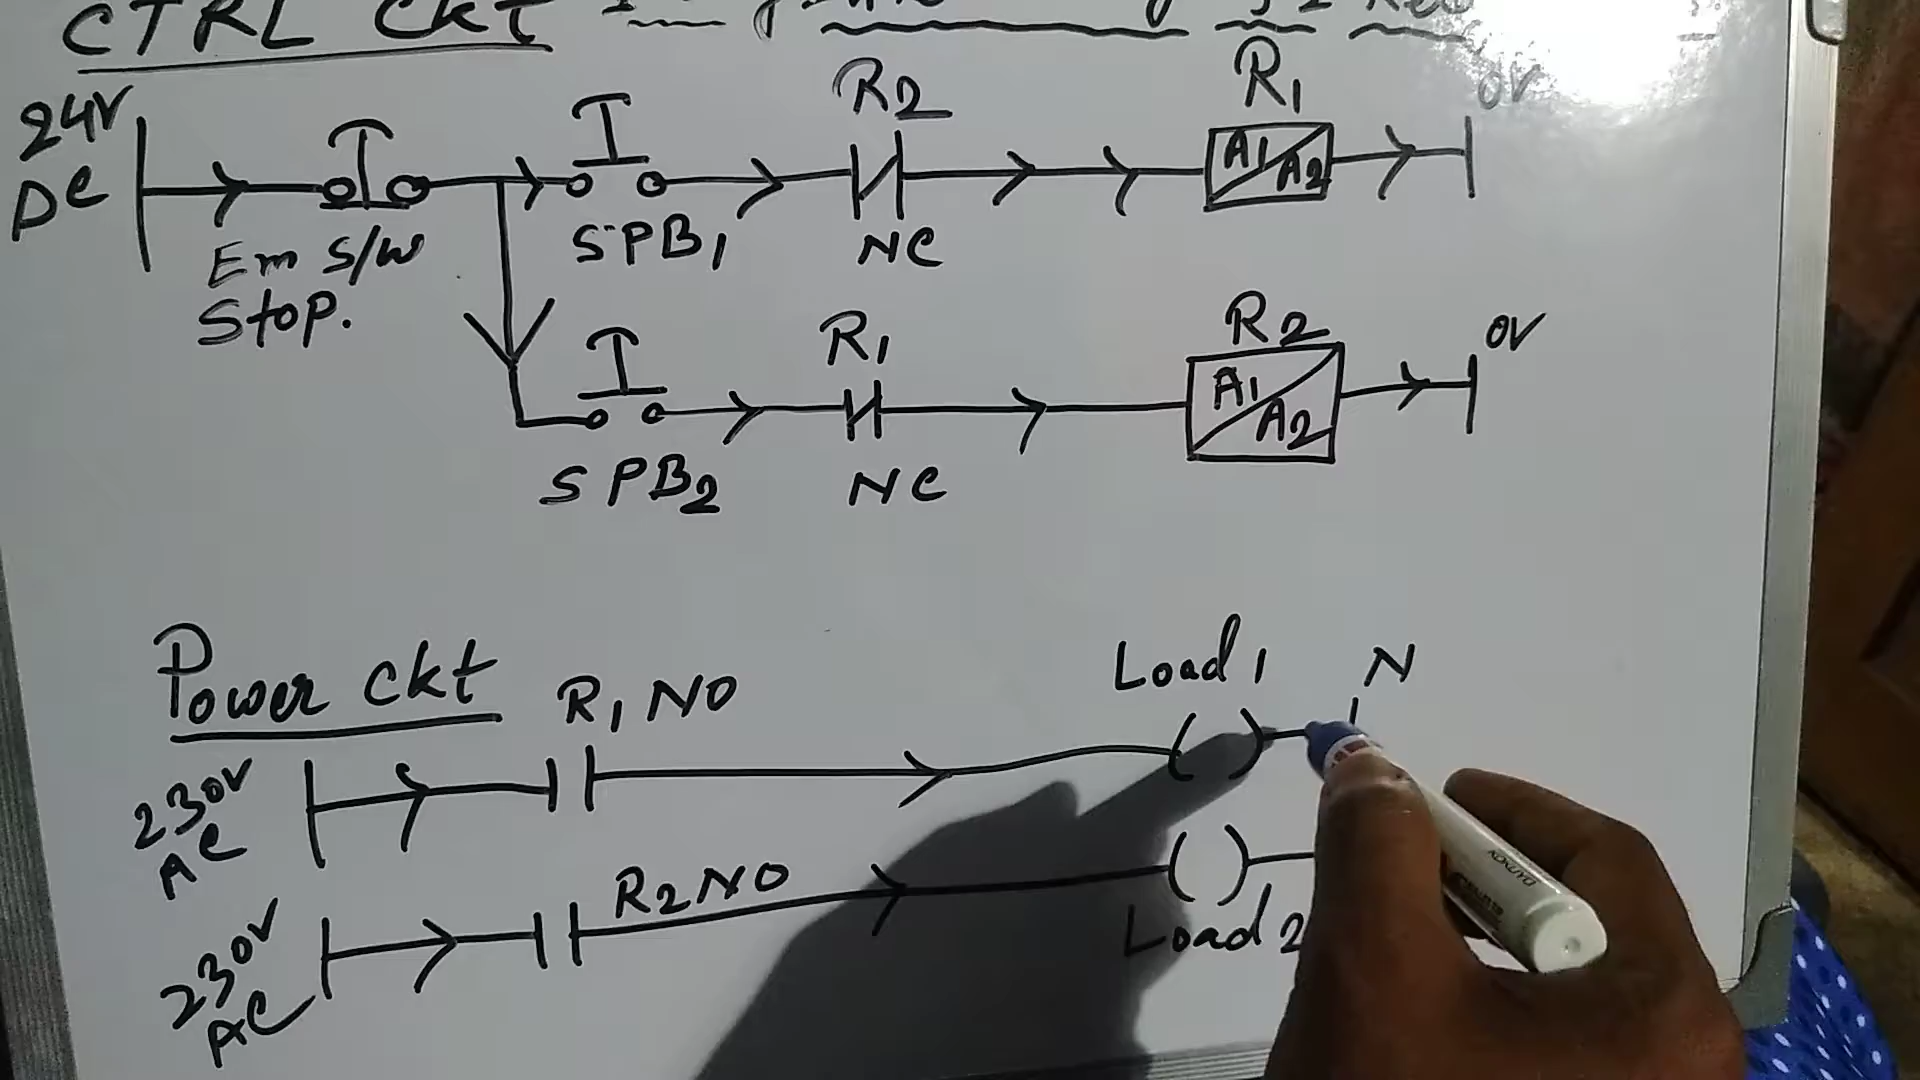 CTRL CKt
24V
DC
Em S/W
Stop.
SPB1
R2
NC
R1
A1
A2
0V
SPB2
R1
NC
R2
A1
A2
0V
Power ckt
R1 NO
230V
AC
Load 1
N
R2 NO
230V
AC
Load 2